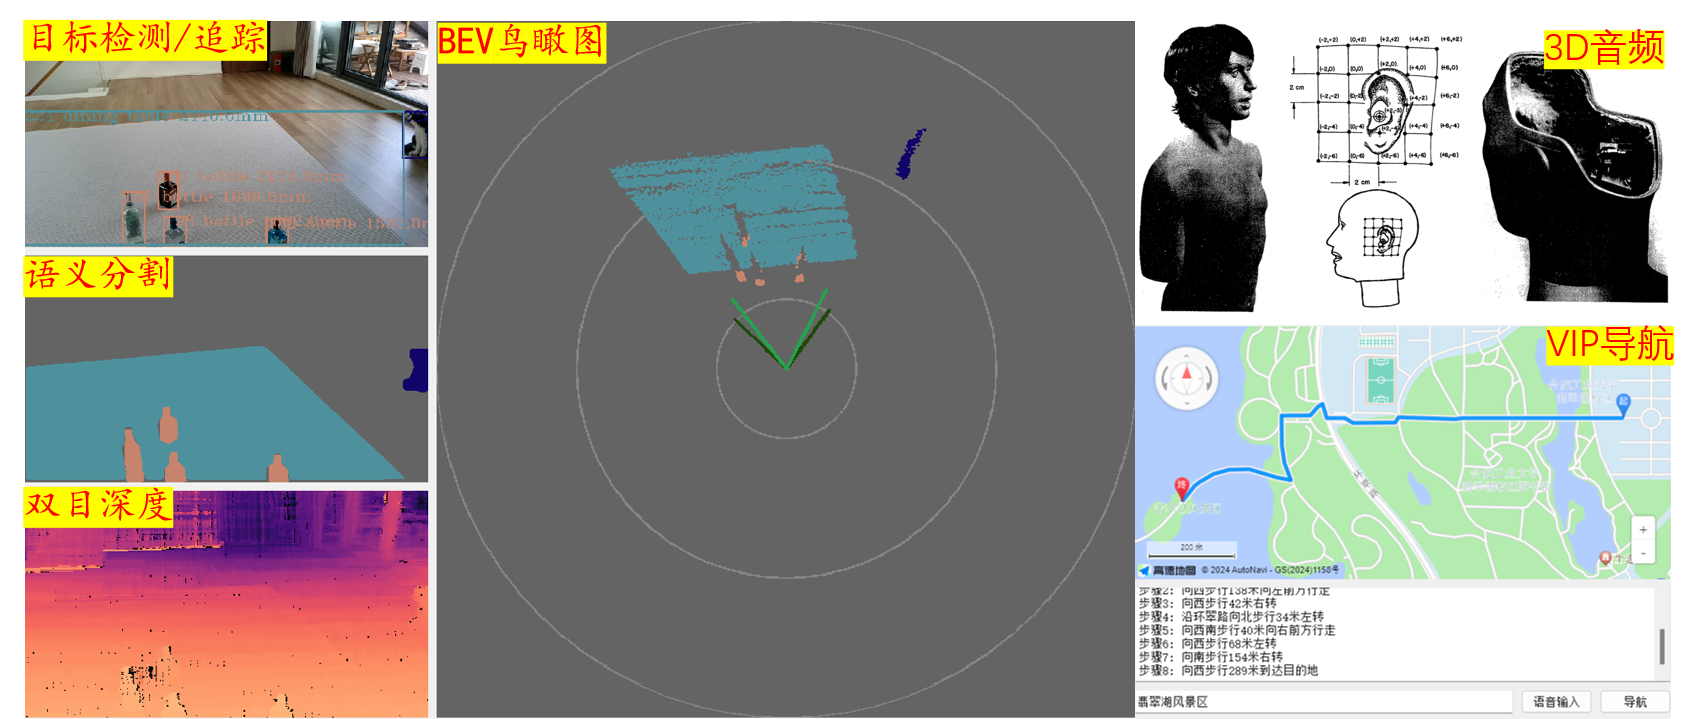 目标检测/追踪
语义分割
双目深度
BEV鸟瞰图
3D音频
(-2,+2) (0,+2) (+2,+2) (+4,+2) (+6,+2)
(-2,0) (0,0) (+2,0) (+4,0) (+6,0)
(-2,-2) (0,-2) (+4,-2) (+6,-2)
(-2,-4) (0,-4) (+2,-4) (+4,-4) (+6,-4)
(-2,-6) (0,-6) (+2,-6) (+4,-6) (+6,-6)
2 cm
2 cm
VIP导航
起
终
200 米
高德地图 © 2024 AutoNavi - GS(2024)1158号
步骤2: 向西步行138米向左前方行走
步骤3: 向西步行42米右转
步骤4: 沿环翠路向北步行34米左转
步骤5: 向西南步行40米向右前方行走
步骤6: 向西步行68米左转
步骤7: 向南步行154米右转
步骤8: 向西步行289米到达目的地
翡翠湖风景区
语音输入
导航